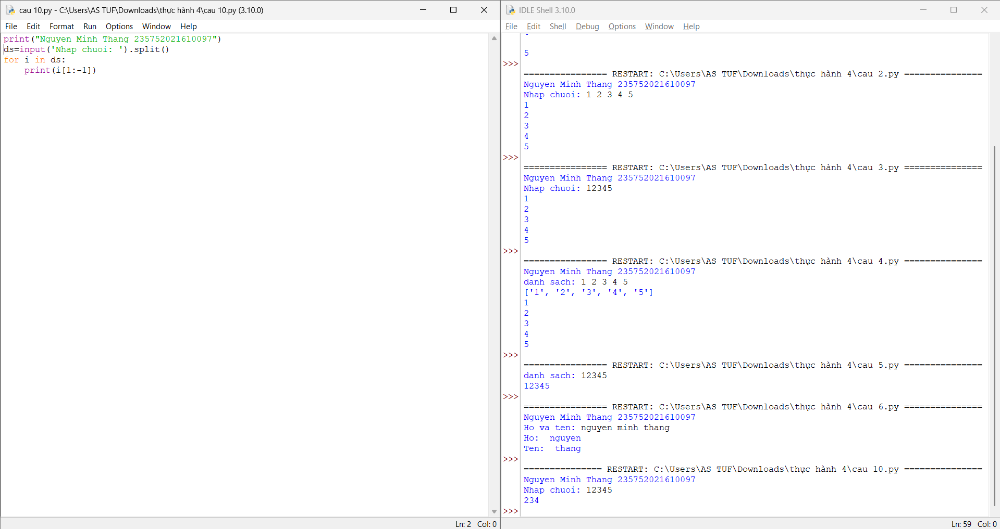 cau 10.py - C:\Users\AS TUF\Downloads\thực hành 4\cau 10.py (3.10.0)
File Edit Format Run Options Window Help
print("Nguyen Minh Thang 235752021610097")
ds=input('Nhap chuoi: ').split()
for i in ds:
    print(i[1:-1])
Ln: 2 Col: 0
IDLE Shell 3.10.0
File Edit Shell Debug Options Window Help
5
>>>
================ RESTART: C:\Users\AS TUF\Downloads\thực hành 4\cau 2.py ===============
Nguyen Minh Thang 235752021610097
Nhap chuoi: 1 2 3 4 5
1
2
3
4
5
>>>
================ RESTART: C:\Users\AS TUF\Downloads\thực hành 4\cau 3.py ===============
Nguyen Minh Thang 235752021610097
Nhap chuoi: 12345
1
2
3
4
5
>>>
================ RESTART: C:\Users\AS TUF\Downloads\thực hành 4\cau 4.py ===============
Nguyen Minh Thang 235752021610097
danh sach: 1 2 3 4 5
['1', '2', '3', '4', '5']
1
2
3
4
5
>>>
================ RESTART: C:\Users\AS TUF\Downloads\thực hành 4\cau 5.py ===============
danh sach: 12345
12345
>>>
================ RESTART: C:\Users\AS TUF\Downloads\thực hành 4\cau 6.py ===============
Nguyen Minh Thang 235752021610097
Ho va ten: nguyen minh thang
Ho:  nguyen
Ten:  thang
>>>
=============== RESTART: C:\Users\AS TUF\Downloads\thực hành 4\cau 10.py ===============
Nguyen Minh Thang 235752021610097
Nhap chuoi: 12345
234
>>>
Ln: 59 Col: 0